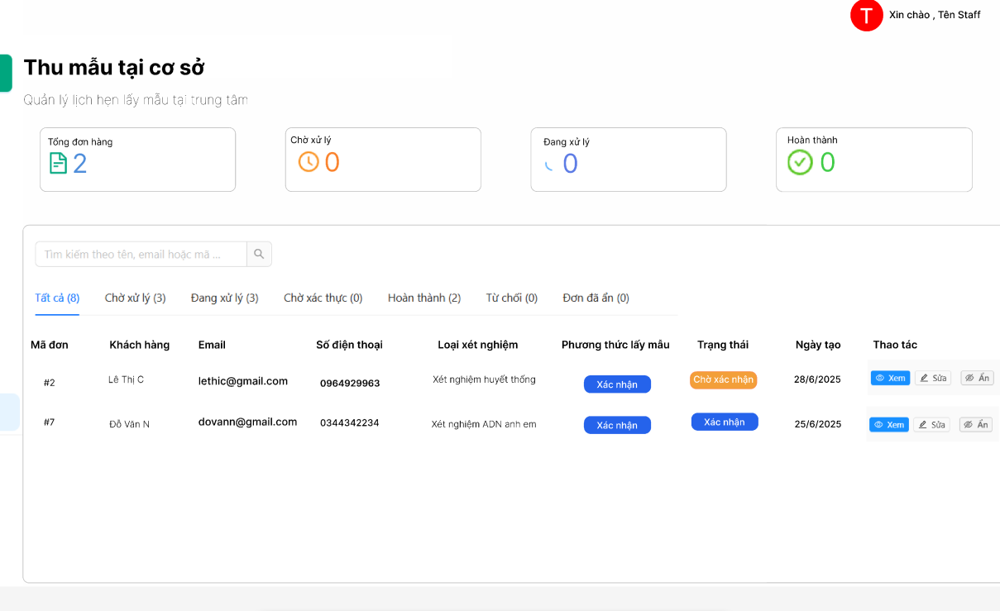 T Xin chào , Tên Staff
Thu mẫu tại cơ sở
Quản lý lịch hẹn lấy mẫu tại trung tâm
Tổng đơn hàng
2
Chờ xử lý
0
Đang xử lý
0
Hoàn thành
0
Tìm kiếm theo tên, email hoặc mã ...
Tất cả (8) Chờ xử lý (3) Đang xử lý (3) Chờ xác thực (0) Hoàn thành (2) Từ chối (0) Đơn đã ẩn (0)
Mã đơn Khách hàng Email Số điện thoại Loại xét nghiệm Phương thức lấy mẫu Trạng thái Ngày tạo Thao tác
#2 Lê Thị C lethic@gmail.com 0964929963 Xét nghiệm huyết thống Xác nhận Chờ xác nhận 28/6/2025 Xem Sửa Ẩn
#7 Đỗ Văn N dovann@gmail.com 0344342234 Xét nghiệm ADN anh em Xác nhận Xác nhận 25/6/2025 Xem Sửa Ẩn